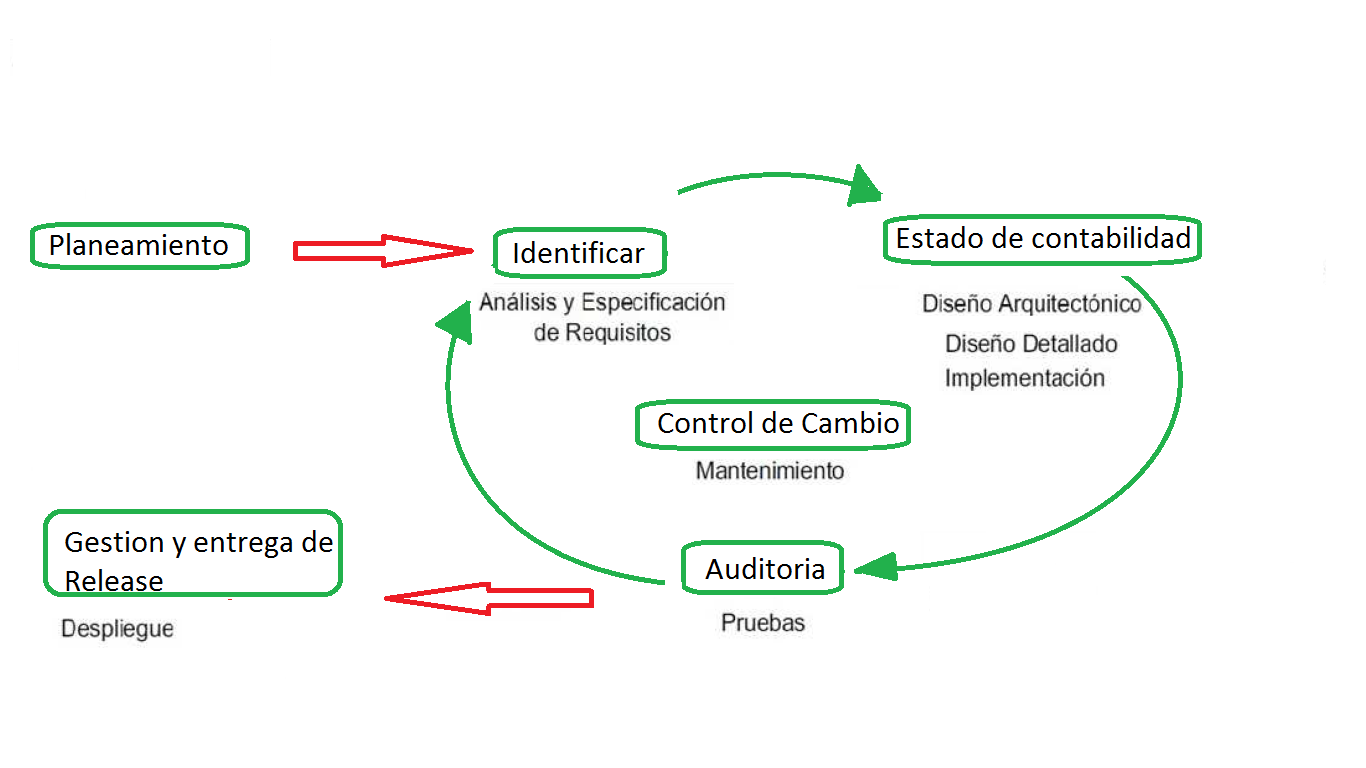 Planeamiento
Identificar
Análisis y Especificación
de Requisitos
Estado de contabilidad
Diseño Arquitectónico
Diseño Detallado
Implementación
Control de Cambio
Mantenimiento
Auditoria
Pruebas
Gestion y entrega de
Release
Despliegue